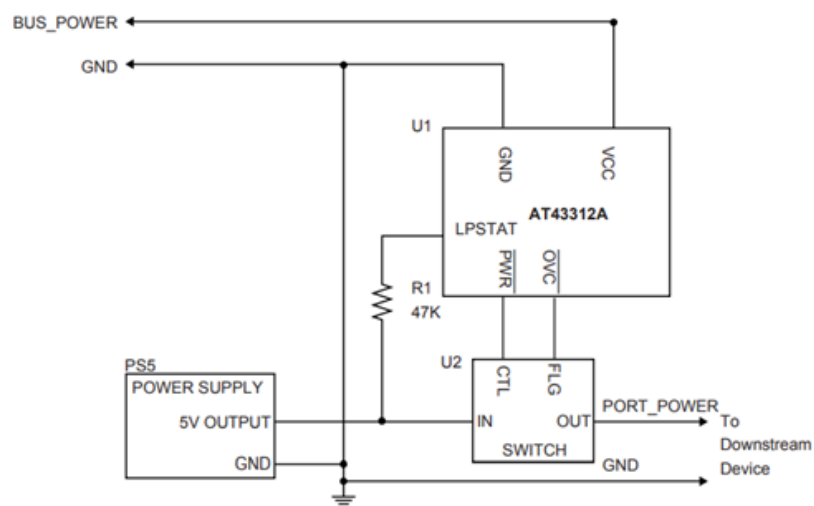 BUS_POWER
GND
U1
GND
VCC
AT43312A
LPSTAT
PWR
OVC
R1
47K
PS5
POWER SUPPLY
5V OUTPUT
GND
U2
CTL
FLG
IN
OUT
SWITCH
PORT_POWER
To
Downstream
Device
GND